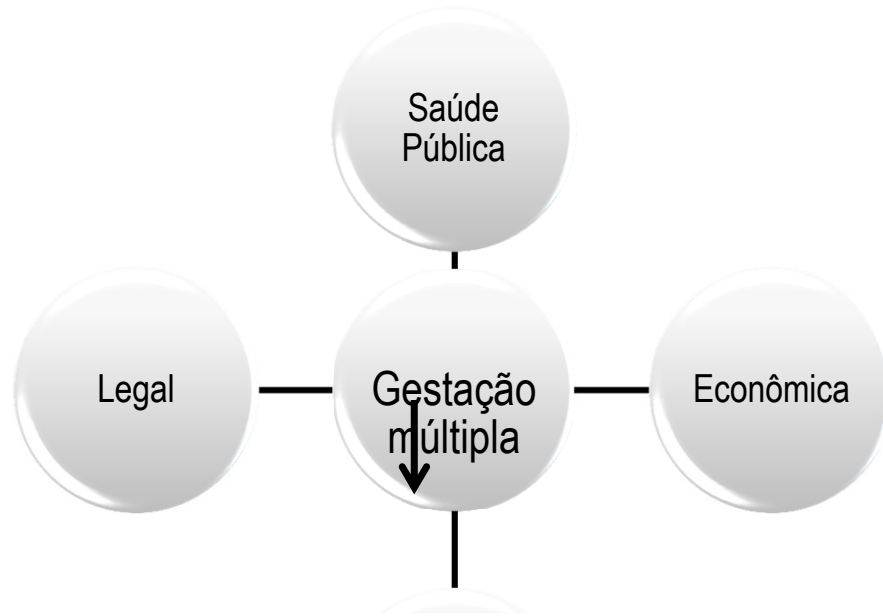 Saúde
Pública
Legal
Gestação
múltipla
Econômica